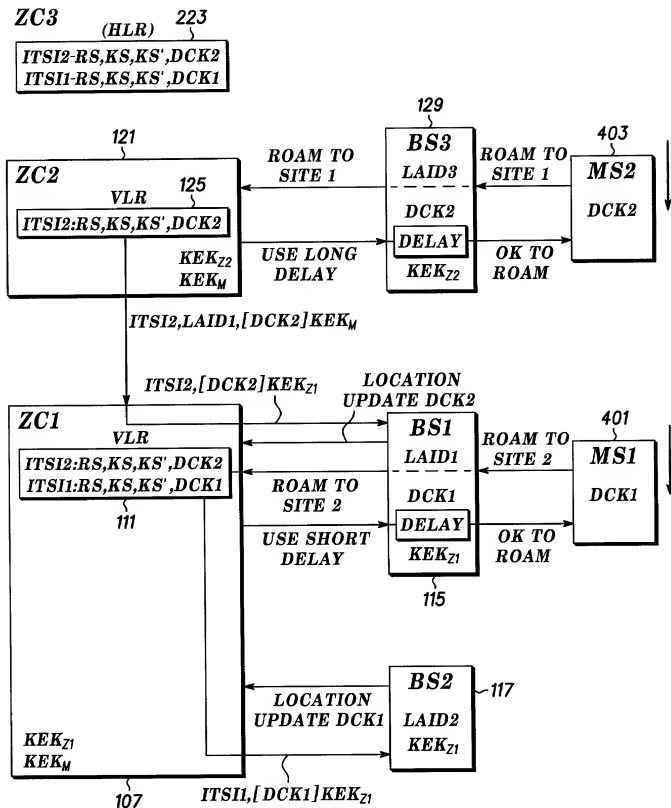 ZC3
(HLR)
223
ITSI2-RS,KS,KS',DCK2
ITSI1-RS,KS,KS',DCK1
121
ZC2
VLR
125
ITSI2:RS,KS,KS',DCK2
KEKZ2
KEKM
ROAM TO
SITE 1
USE LONG
DELAY
129
BS3
LAID3
DCK2
DELAY
KEKZ2
ROAM TO
SITE 1
OK TO
ROAM
403
MS2
DCK2
ITSI2,LAID1,[DCK2]KEKM
ITSI2,[DCK2]KEKZ1
LOCATION
UPDATE DCK2
ZC1
VLR
ITSI2:RS,KS,KS',DCK2
ITSI1:RS,KS,KS',DCK1
111
ROAM TO
SITE 2
USE SHORT
DELAY
BS1
LAID1
DCK1
DELAY
KEKZ1
115
ROAM TO
SITE 2
OK TO
ROAM
401
MS1
DCK1
LOCATION
UPDATE DCK1
BS2
LAID2
KEKZ1
117
KEKZ1
KEKM
107
ITSI1,[DCK1]KEKZ1